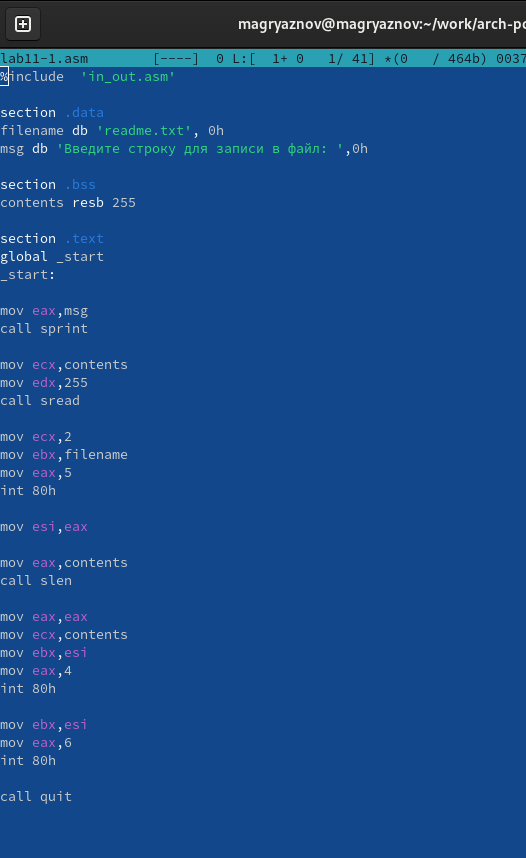 magryaznov@magryaznov:~/work/arch-p
lab11-1.asm [----] 0 L:[ 1+ 0 1/ 41] *(0 / 464b) 0037
%include 'in_out.asm'
section .data
filename db 'readme.txt', 0h
msg db 'Введите строку для записи в файл: ',0h
section .bss
contents resb 255
section .text
global _start
_start:
mov eax,msg
call sprint
mov ecx,contents
mov edx,255
call sread
mov ecx,2
mov ebx,filename
mov eax,5
int 80h
mov esi,eax
mov eax,contents
call slen
mov eax,eax
mov ecx,contents
mov ebx,esi
mov eax,4
int 80h
mov ebx,esi
mov eax,6
int 80h
call quit